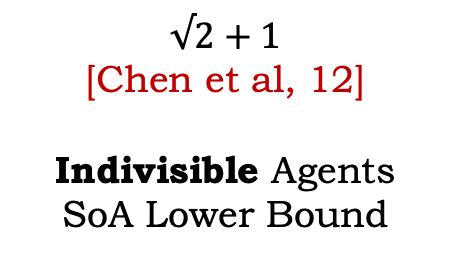 √2 + 1
[Chen et al, 12]
Indivisible Agents
SoA Lower Bound